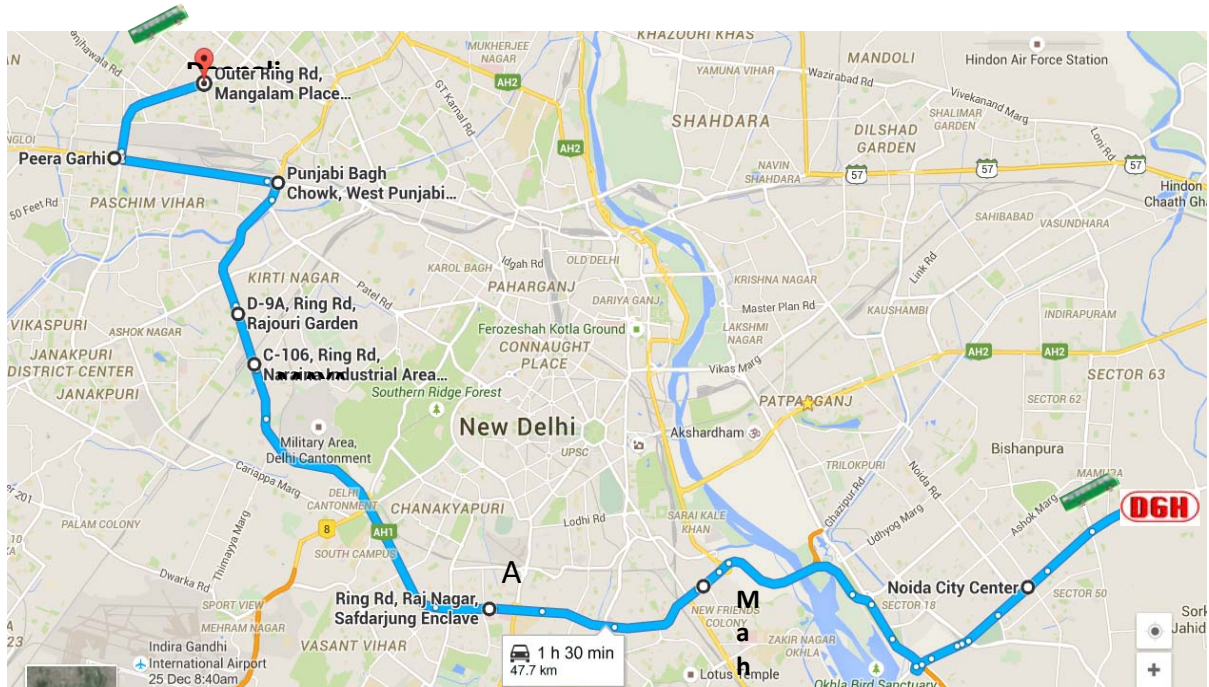 KHAZOURI KHAS
MANDOLI
Hindon Air Force Station
MUKHERJEE
NAGAR
AH2
YAMUNA VIHAR
Wazirabad Rd
Vivekanand Marg
Outer Ring Rd,
Mangalam Place...
GT Karnal Rd
SHAHDARA
DILSHAD
GARDEN
SHALIMAR
GARDEN
Loni Rd
AH2
NAVIN
SHAHDARA
57
57
57
Peera Garhi
Punjabi Bagh
Chowk, West Punjabi...
PASCHIM VIHAR
50 Feet Rd
Hindon
Chaath Gha
SAHIBABAD
VASUNDHARA
Link Rd
OLD DELHI
KRISHNA NAGAR
Idgah Rd
KAROL BAGH
PAHARGANJ
DARIYA GANJ
Master Plan Rd
KAUSHAMBI
INDIRAPURAM
KIRTI NAGAR
Patel Rd
D-9A, Ring Rd,
Rajouri Garden
VIKASPURI
ASHOK NAGAR
Ferozeshah Kotla Ground
LAKSHMI
NAGAR
CONNAUGHT
PLACE
AH2
AH2
JANAKPURI
DISTRICT CENTER
C-106, Ring Rd,
Naraina Industrial Area...
Vikas Marg
SECTOR 63
JANAKPURI
Southern Ridge Forest
PATPARGANJ
SECTOR 62
New Delhi
UPSC
Akshardham
Military Area,
Delhi Cantonment
Bishanpura
TRILOKPURI
Noida Rd
MAMURA
Cariappa Marg
Ghazipur Rd
DELHI
CANTONMENT
CHANAKYAPURI
Lodhi Rd
SARAI KALE
KHAN
Udhyog Marg
Ashok Marg
DGH
PALAM COLONY
Thimayya Marg
8
AH1
SOUTH CAMPUS
Dwarka Rd
A
Noida City Center
SPORT VIEW
MEHRAM NAGAR
Ring Rd, Raj Nagar,
Safdarjung Enclave
NEW FRIENDS
COLONY
M
a
h
SECTOR 18
SECTOR 50
VASANT VIHAR
ZAKIR NAGAR
OKHLA
Indira Gandhi
International Airport
25 Dec 8:40am
1 h 30 min
47.7 km
Lotus Temple
Okhla Bird Sanctuary
+